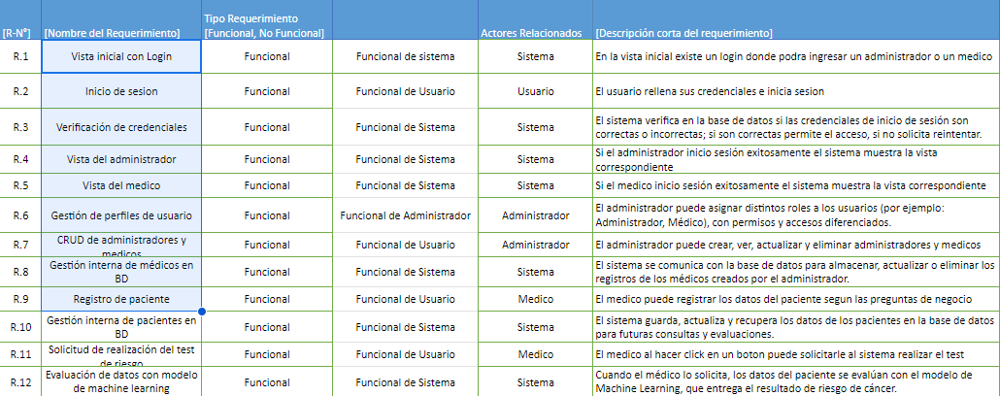 [R-Nº] [Nombre del Requerimiento] Tipo Requerimiento [Funcional, No Funcional] Actores Relacionados [Descripción corta del requerimiento]
R.1 Vista inicial con Login Funcional Funcional de sistema Sistema En la vista inicial existe un login donde podra ingresar un administrador o un medico
R.2 Inicio de sesion Funcional Funcional de Usuario Usuario El usuario rellena sus credenciales e inicia sesion
R.3 Verificación de credenciales Funcional Funcional de Sistema Sistema El sistema verifica en la base de datos si las credenciales de inicio de sesión son
correctas o incorrectas; si son correctas permite el acceso, si no solicita reintentar.
R.4 Vista del administrador Funcional Funcional de Sistema Sistema Si el administrador inicio sesión exitosamente el sistema muestra la vista
correspondiente
R.5 Vista del medico Funcional Funcional de Sistema Sistema Si el medico inicio sesión exitosamente el sistema muestra la vista correspondiente
R.6 Gestión de perfiles de usuario Funcional Funcional de Administrador Administrador El administrador puede asignar distintos roles a los usuarios (por ejemplo:
Administrador, Médico), con permisos y accesos diferenciados.
R.7 CRUD de administradores y
medicos Funcional Funcional de Usuario Administrador El administrador puede crear, ver, actualizar y eliminar administradores y medicos
R.8 Gestión interna de médicos en
BD Funcional Funcional de Sistema Sistema El sistema se comunica con la base de datos para almacenar, actualizar o eliminar los
registros de los médicos creados por el administrador.
R.9 Registro de paciente Funcional Funcional de Usuario Medico El medico puede registrar los datos del paciente segun las preguntas de negocio
R.10 Gestión interna de pacientes en
BD Funcional Funcional de Sistema Sistema El sistema guarda, actualiza y recupera los datos de los pacientes en la base de datos
para futuras consultas y evaluaciones.
R.11 Solicitud de realización del test
de riesgo Funcional Funcional de Usuario Medico El medico al hacer click en un boton puede solicitarle al sistema realizar el test
R.12 Evaluación de datos con modelo
de machine learning Funcional Funcional de Sistema Sistema Cuando el médico lo solicita, los datos del paciente se evalúan con el modelo de
Machine Learning, que entrega el resultado de riesgo de cáncer.